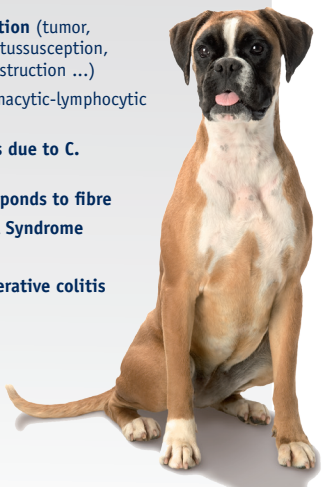 tion (tumor,
tussusception,
struction ...)
nacytic-lymphocytic
s due to C.
ponds to fibre
Syndrome
erative colitis